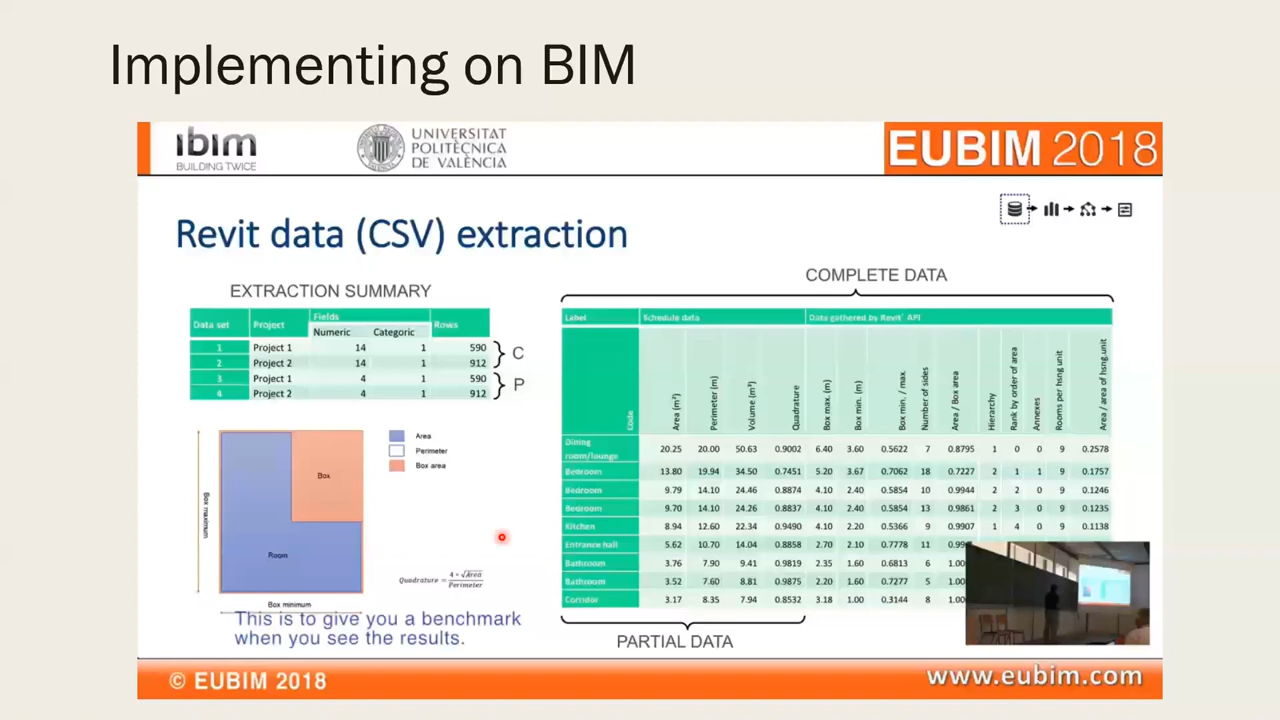 Implementing on BIM
ibim
BUILDING TWICE
UNIVERSITAT
POLITÈCNICA
DE VALÈNCIA
EUBIM 2018
Revit data (CSV) extraction
EXTRACTION SUMMARY
Data set Project Fields Rows
Numeric Categoric
1 Project 1 14 1 590
2 Project 2 14 1 912
3 Project 1 4 1 590
4 Project 2 4 1 912
C
P
Area
Perimeter
Box area
Box
Room
Box maximum
Box minimum
Quadrature = 4 * √Area / Perimeter
This is to give you a benchmark
when you see the results.
COMPLETE DATA
Label Schedule data Data gathered by Revit' API
Code Area (m²) Perimeter (m) Volume (m³) Quadrature Box max. (m) Box min. (m) Box min. / max. Number of sides Area / Box area Hierarchy Rank by order of area Annexes Rooms per hsng unit Area / area of hsng.unit
Dining room/lounge 20.25 20.00 50.63 0.9002 6.40 3.60 0.5622 7 0.8795 1 0 0 9 0.2578
Bedroom 13.80 19.94 34.50 0.7451 5.20 3.67 0.7062 18 0.7227 2 1 1 9 0.1757
Bedroom 9.79 14.10 24.46 0.8874 4.10 2.40 0.5854 10 0.9944 2 2 0 9 0.1246
Bedroom 9.70 14.10 24.26 0.8837 4.10 2.40 0.5854 13 0.9861 2 3 0 9 0.1235
Kitchen 8.94 12.60 22.34 0.9490 4.10 2.20 0.5366 9 0.9907 1 4 0 9 0.1138
Entrance hall 5.62 10.70 14.04 0.8858 2.70 2.10 0.7778 11 0.99
Bathroom 3.76 7.90 9.41 0.9819 2.35 1.60 0.6813 6 1.00
Bathroom 3.52 7.60 8.81 0.9875 2.20 1.60 0.7277 5 1.00
Corridor 3.17 8.35 7.94 0.8532 3.18 1.00 0.3144 8 1.00
PARTIAL DATA
© EUBIM 2018
www.eubim.com